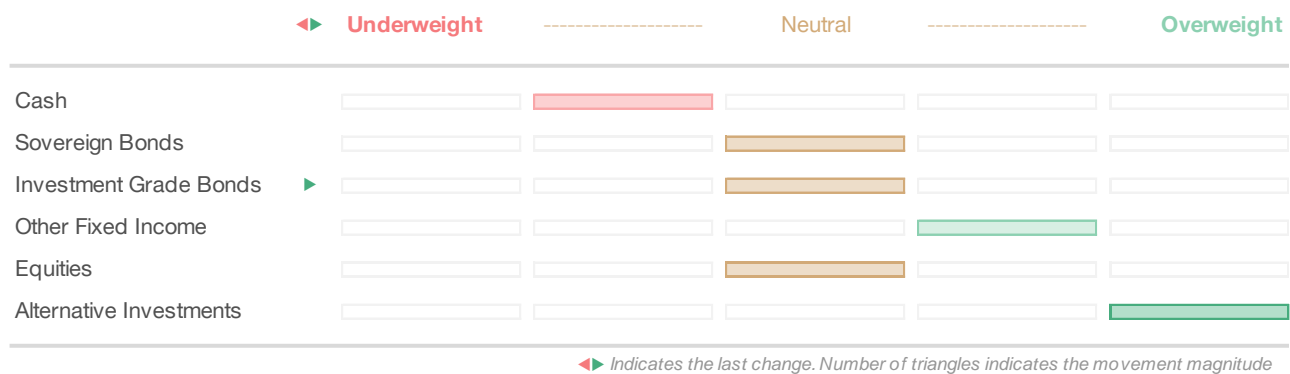 Underweight Neutral Overweight
Cash
Sovereign Bonds
Investment Grade Bonds
Other Fixed Income
Equities
Alternative Investments
Indicates the last change. Number of triangles indicates the movement magnitude